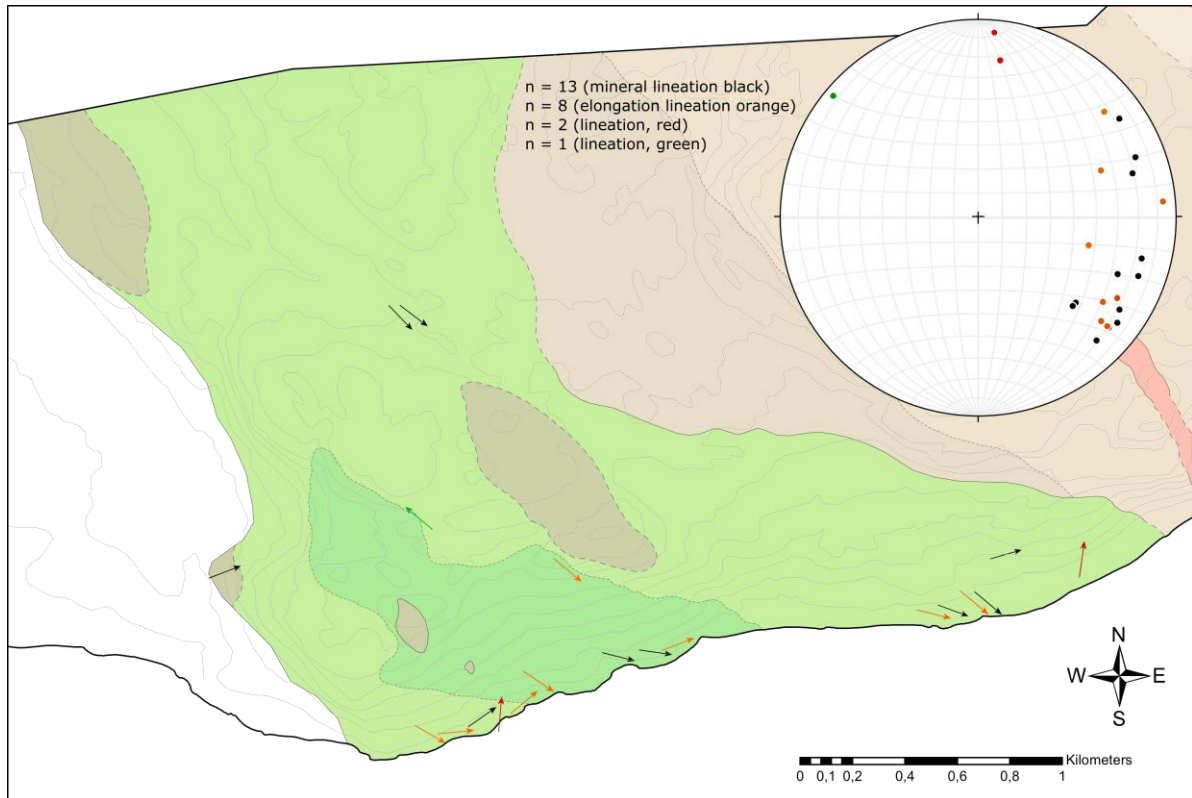 n = 13 (mineral lineation black)
n = 8 (elongation lineation orange)
n = 2 (lineation, red)
n = 1 (lineation, green)
N
W E
S
Kilometers
0 0,1 0,2 0,4 0,6 0,8 1